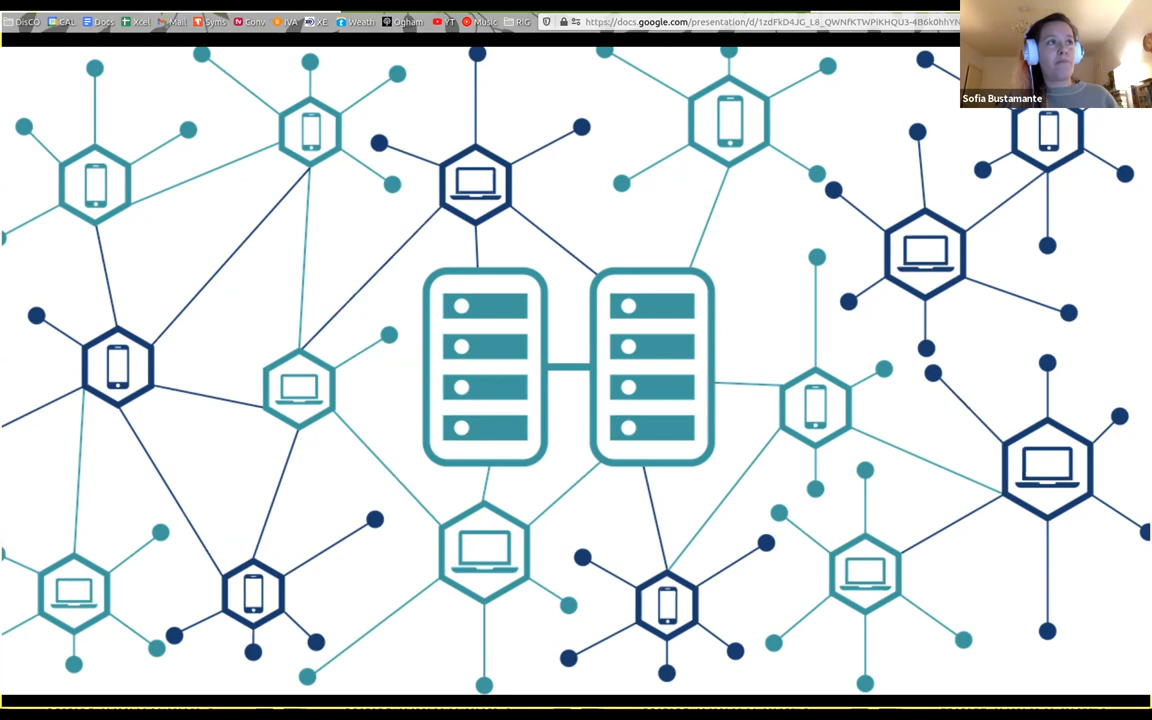 DisCO CAL Docs Xcel Mail Syms Conv IVA XE Weath Ogham YT Music RIG https://docs.google.com/presentation/d/1zdFkD4JG_L8_QWNfKTWPiKHQU3-4B6k0hhYN
Sofia Bustamante